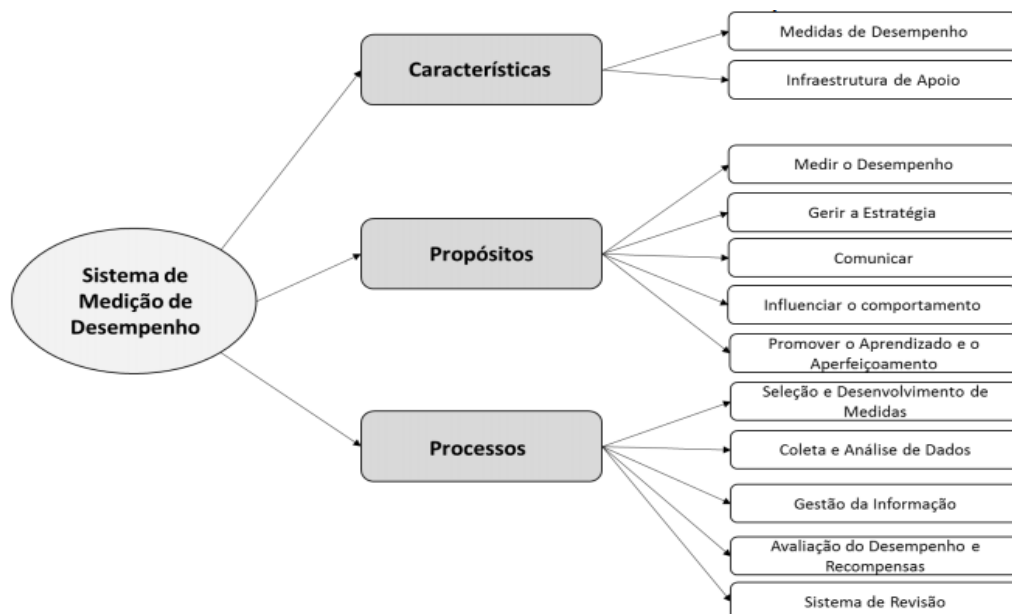 Medidas de Desempenho
Características
Infraestrutura de Apoio
Medir o Desempenho
Gerir a Estratégia
Propósitos
Comunicar
Sistema de
Medição de
Desempenho
Influenciar o comportamento
Promover o Aprendizado e o
Aperfeiçoamento
Seleção e Desenvolvimento de
Medidas
Processos
Coleta e Análise de Dados
Gestão da Informação
Avaliação do Desempenho e
Recompensas
Sistema de Revisão